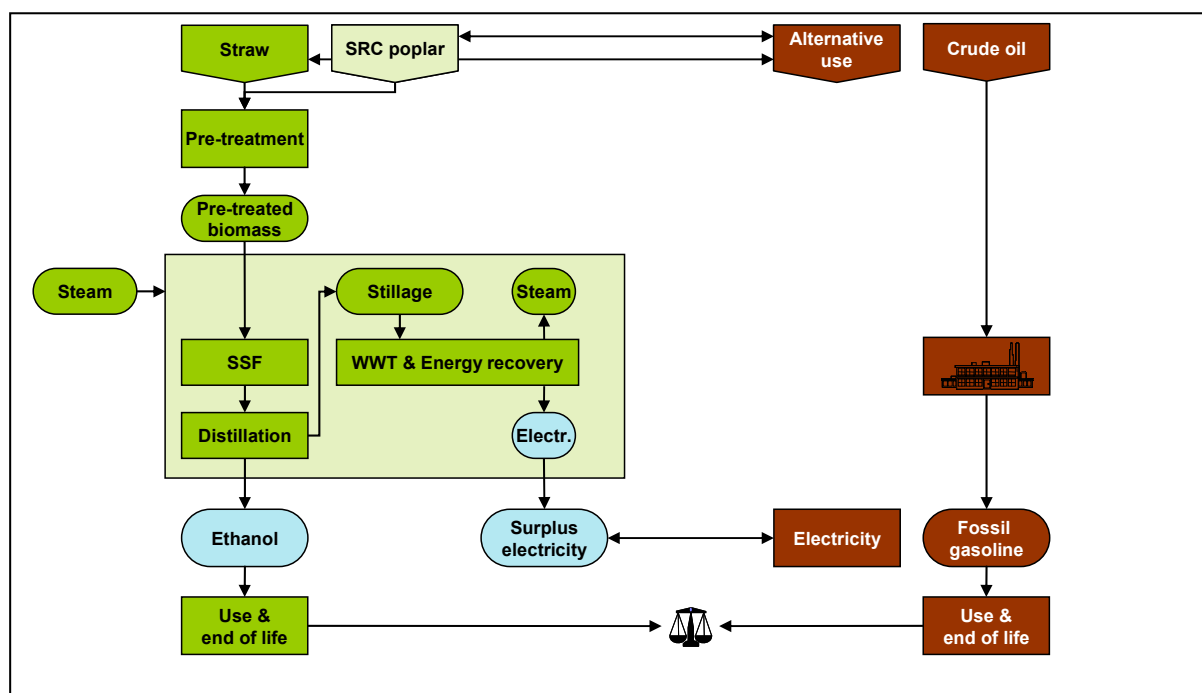 Straw
SRC poplar
Alternative
use
Crude oil
Pre-treatment
Pre-treated
biomass
Steam
Stillage
Steam
SSF
WWT & Energy recovery
Distillation
Electr.
Ethanol
Surplus
electricity
Electricity
Fossil
gasoline
Use &
end of life
Use &
end of life